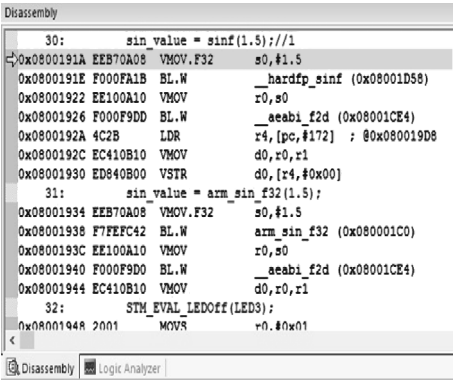 Disassembly
30: sin_value = sinf(1.5);//1
0x0800191A EEB70A08 VMOV.F32 s0,#1.5
0x0800191E F000FA1B BL.W __hardfp_sinf (0x08001D58)
0x08001922 EE100A10 VMOV r0,s0
0x08001926 F000F9DD BL.W __aeabi_f2d (0x08001CE4)
0x0800192A 4C2B LDR r4,[pc,#172] ; @0x080019D8
0x0800192C EC410B10 VMOV d0,r0,r1
0x08001930 ED840B00 VSTR d0,[r4,#0x00]
31: sin_value = arm_sin_f32(1.5);
0x08001934 EEB70A08 VMOV.F32 s0,#1.5
0x08001938 F7FEFC42 BL.W arm_sin_f32 (0x080001C0)
0x0800193C EE100A10 VMOV r0,s0
0x08001940 F000F9D0 BL.W __aeabi_f2d (0x08001CE4)
0x08001944 EC410B10 VMOV d0,r0,r1
32: STM_EVAL_LEDOff(LED3);
0x08001948 2001 MOVS r0,#0x01
Disassembly Logic Analyzer